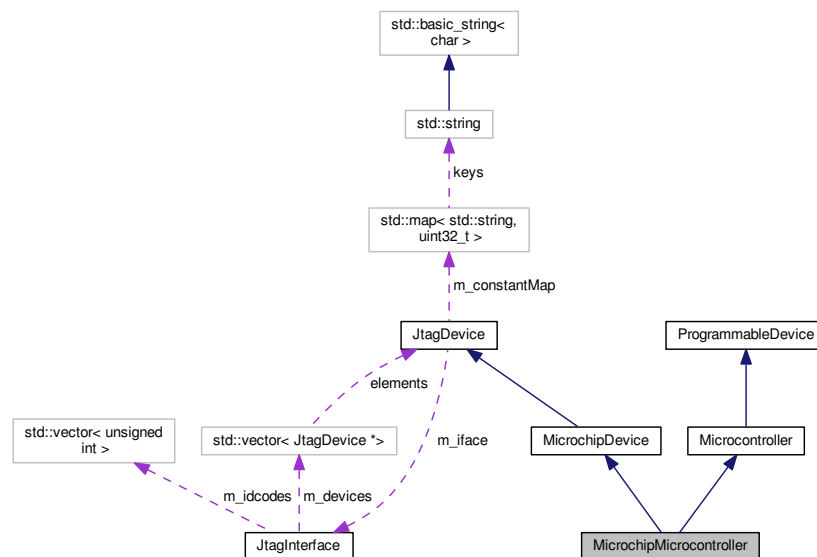 std::basic_string<
char >
std::string
keys
std::map< std::string,
uint32_t >
m_constantMap
JtagDevice
ProgrammableDevice
elements
std::vector< unsigned
int >
std::vector< JtagDevice *>
m_iface
MicrochipDevice
Microcontroller
m_idcodes
m_devices
JtagInterface
MicrochipMicrocontroller